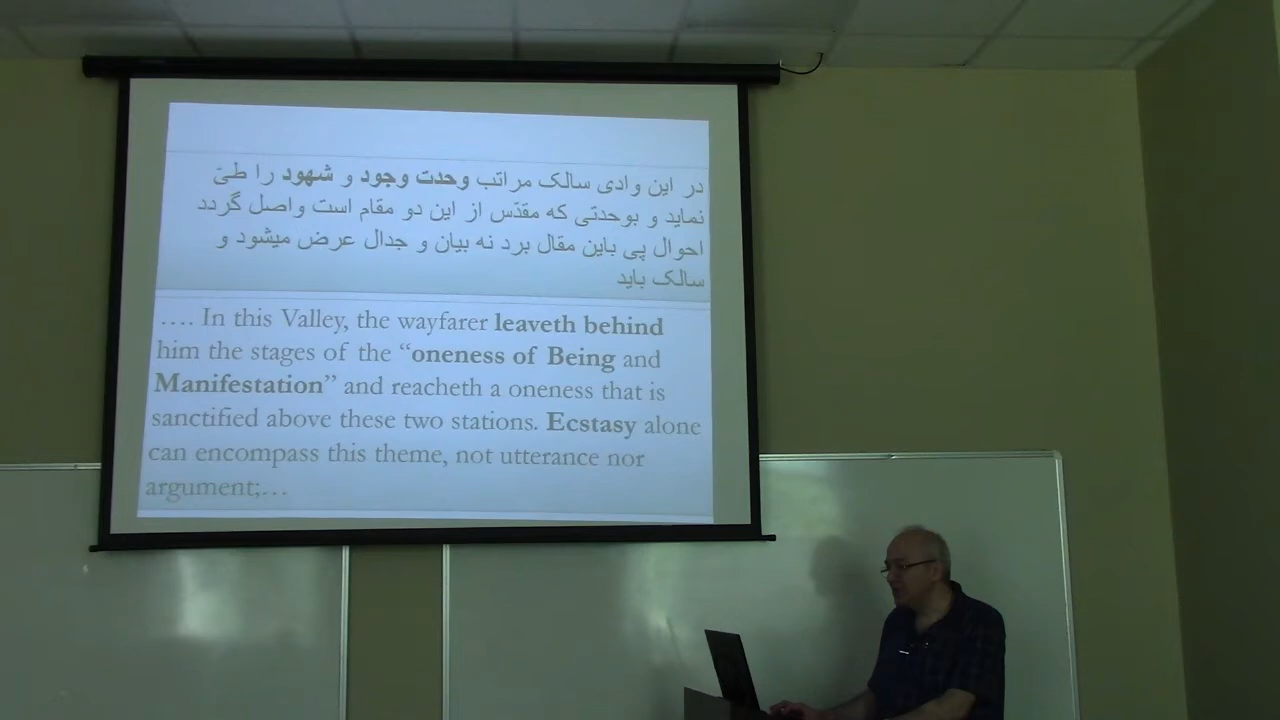 در این وادی سالک مراتب وحدت وجود و شهود را طیّ
نماید و بوحدتی که مقدّس از این دو مقام است واصل گردد
احوال پی باین مقال برد نه بیان و جدال عرض میشود و
سالک باید
…. In this Valley, the wayfarer leaveth behind
him the stages of the “oneness of Being and
Manifestation” and reacheth a oneness that is
sanctified above these two stations. Ecstasy alone
can encompass this theme, not utterance nor
argument;…